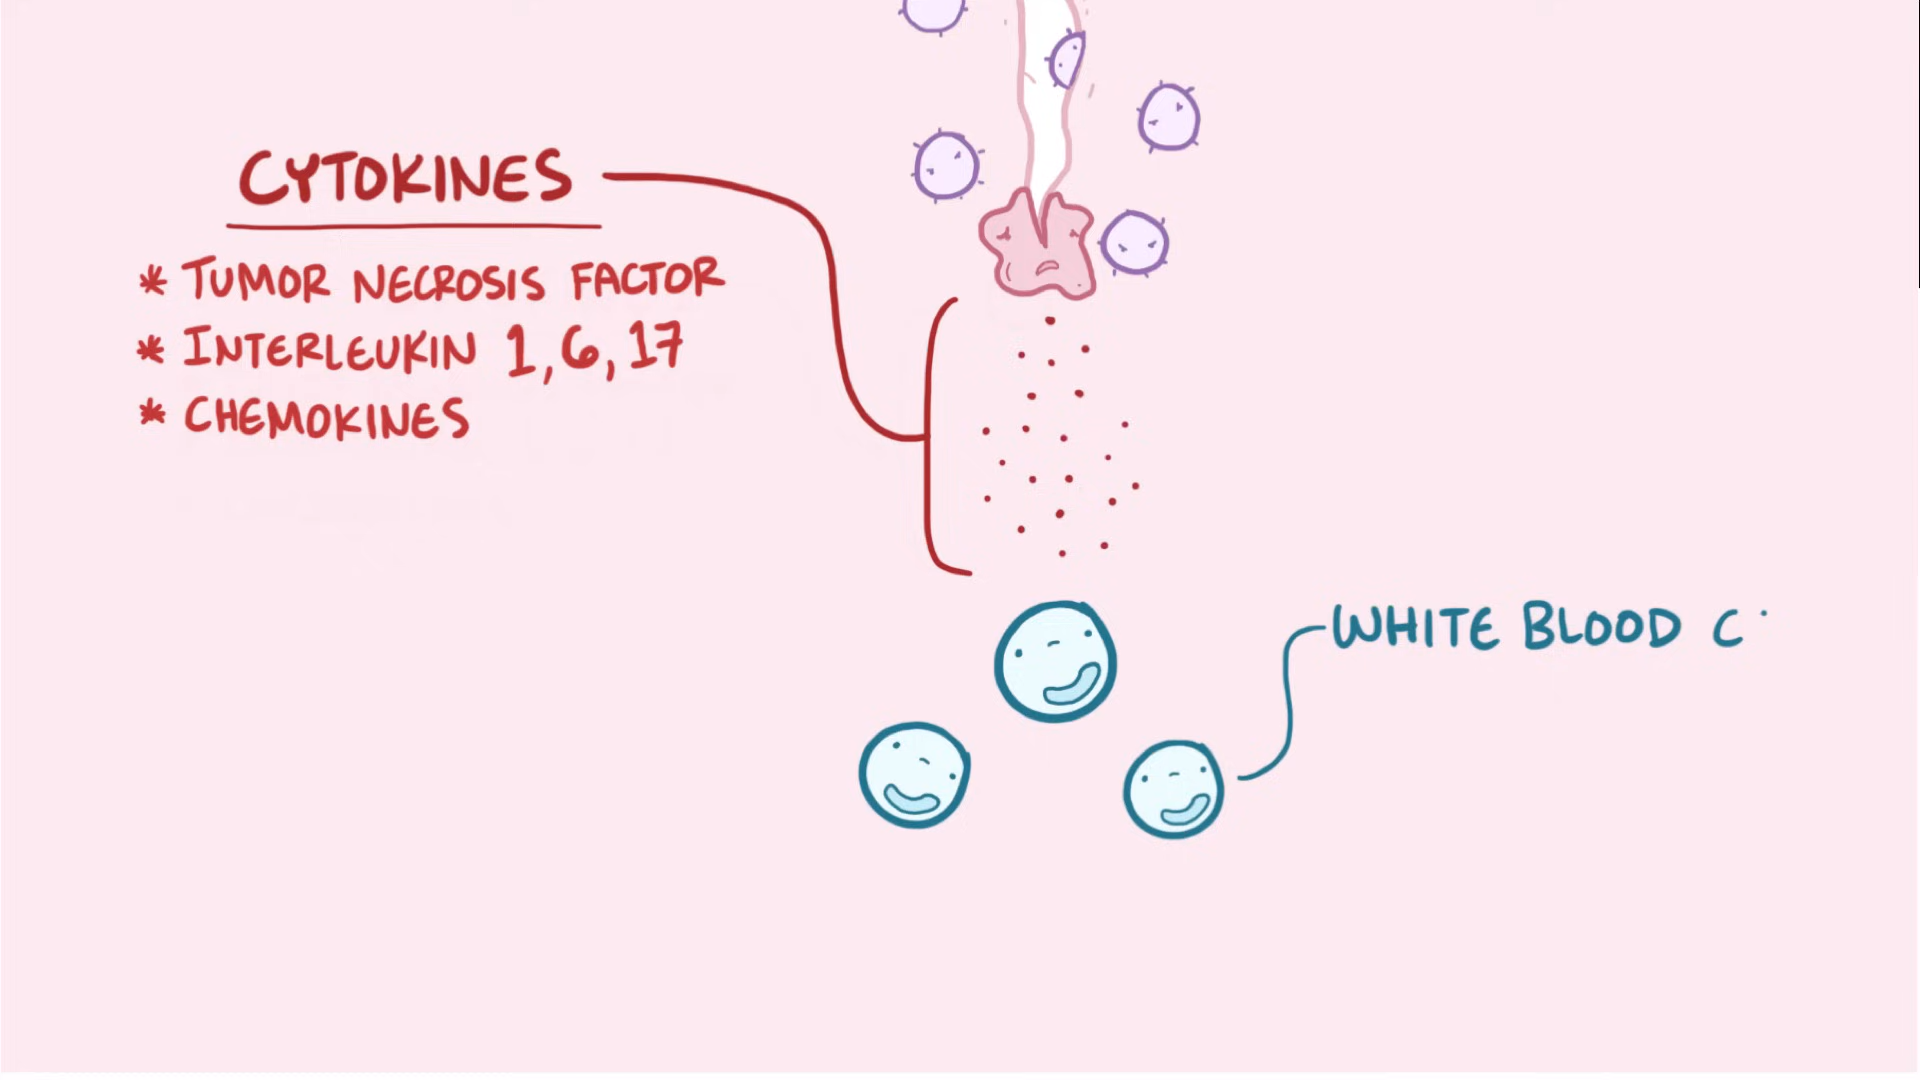 CYTOKINES
* TUMOR NECROSIS FACTOR
* INTERLEUKIN 1, 6, 17
* CHEMOKINES
WHITE BLOOD C